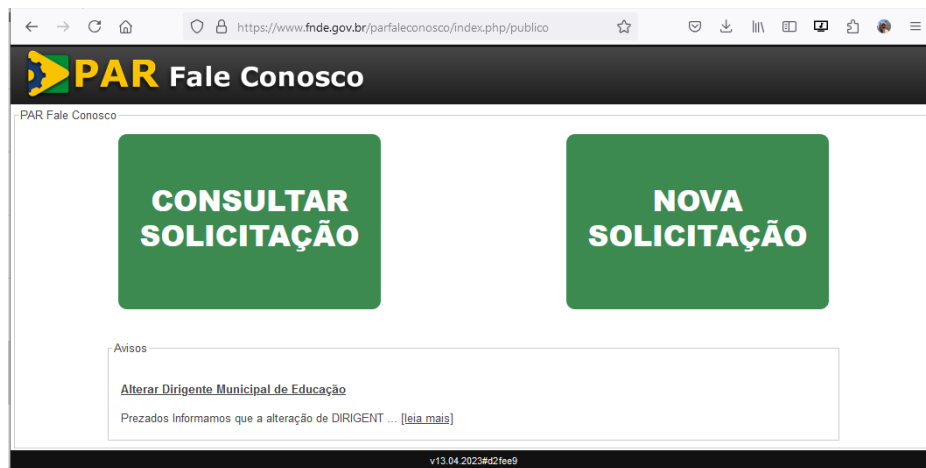 https://www.fnde.gov.br/parfaleconosco/index.php/publico
PAR Fale Conosco
PAR Fale Conosco
CONSULTAR
SOLICITAÇÃO
NOVA
SOLICITAÇÃO
Avisos
Alterar Dirigente Municipal de Educação
Prezados Informamos que a alteração de DIRIGENT ... [leia mais]
v13.04.2023#d2fee9